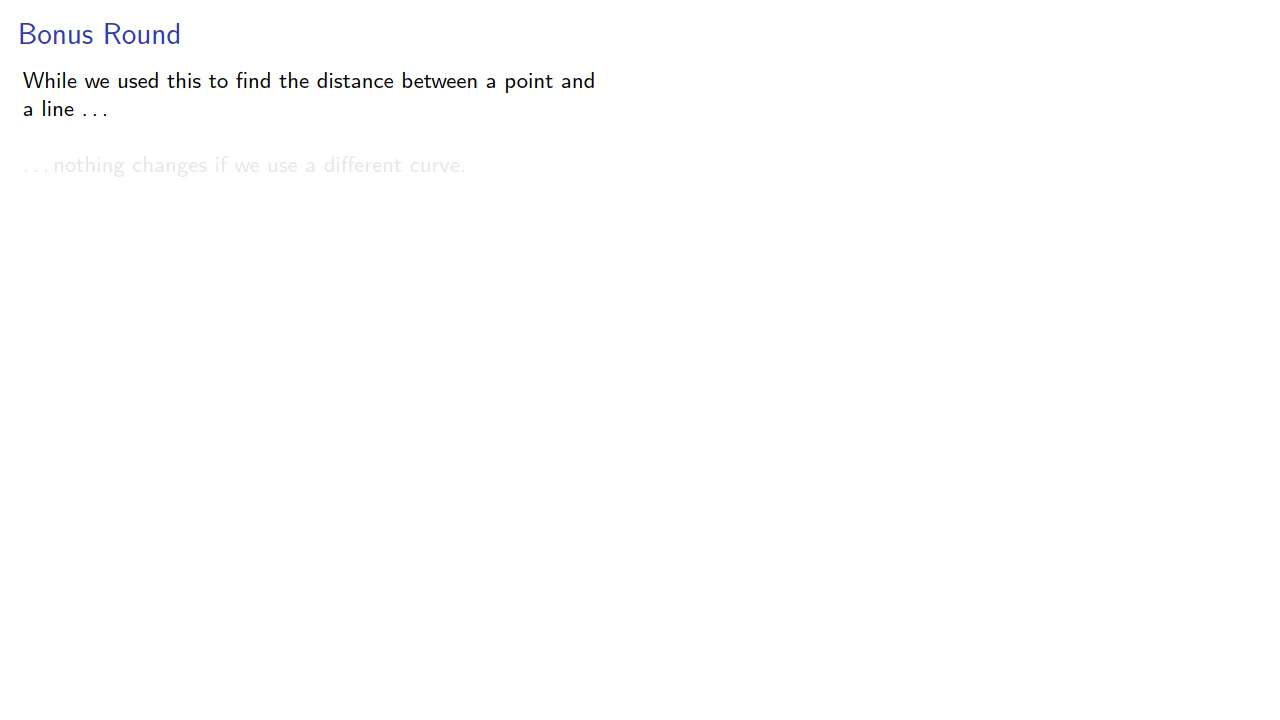 Bonus Round
While we used this to find the distance between a point and
a line ...
... nothing changes if we use a different curve.